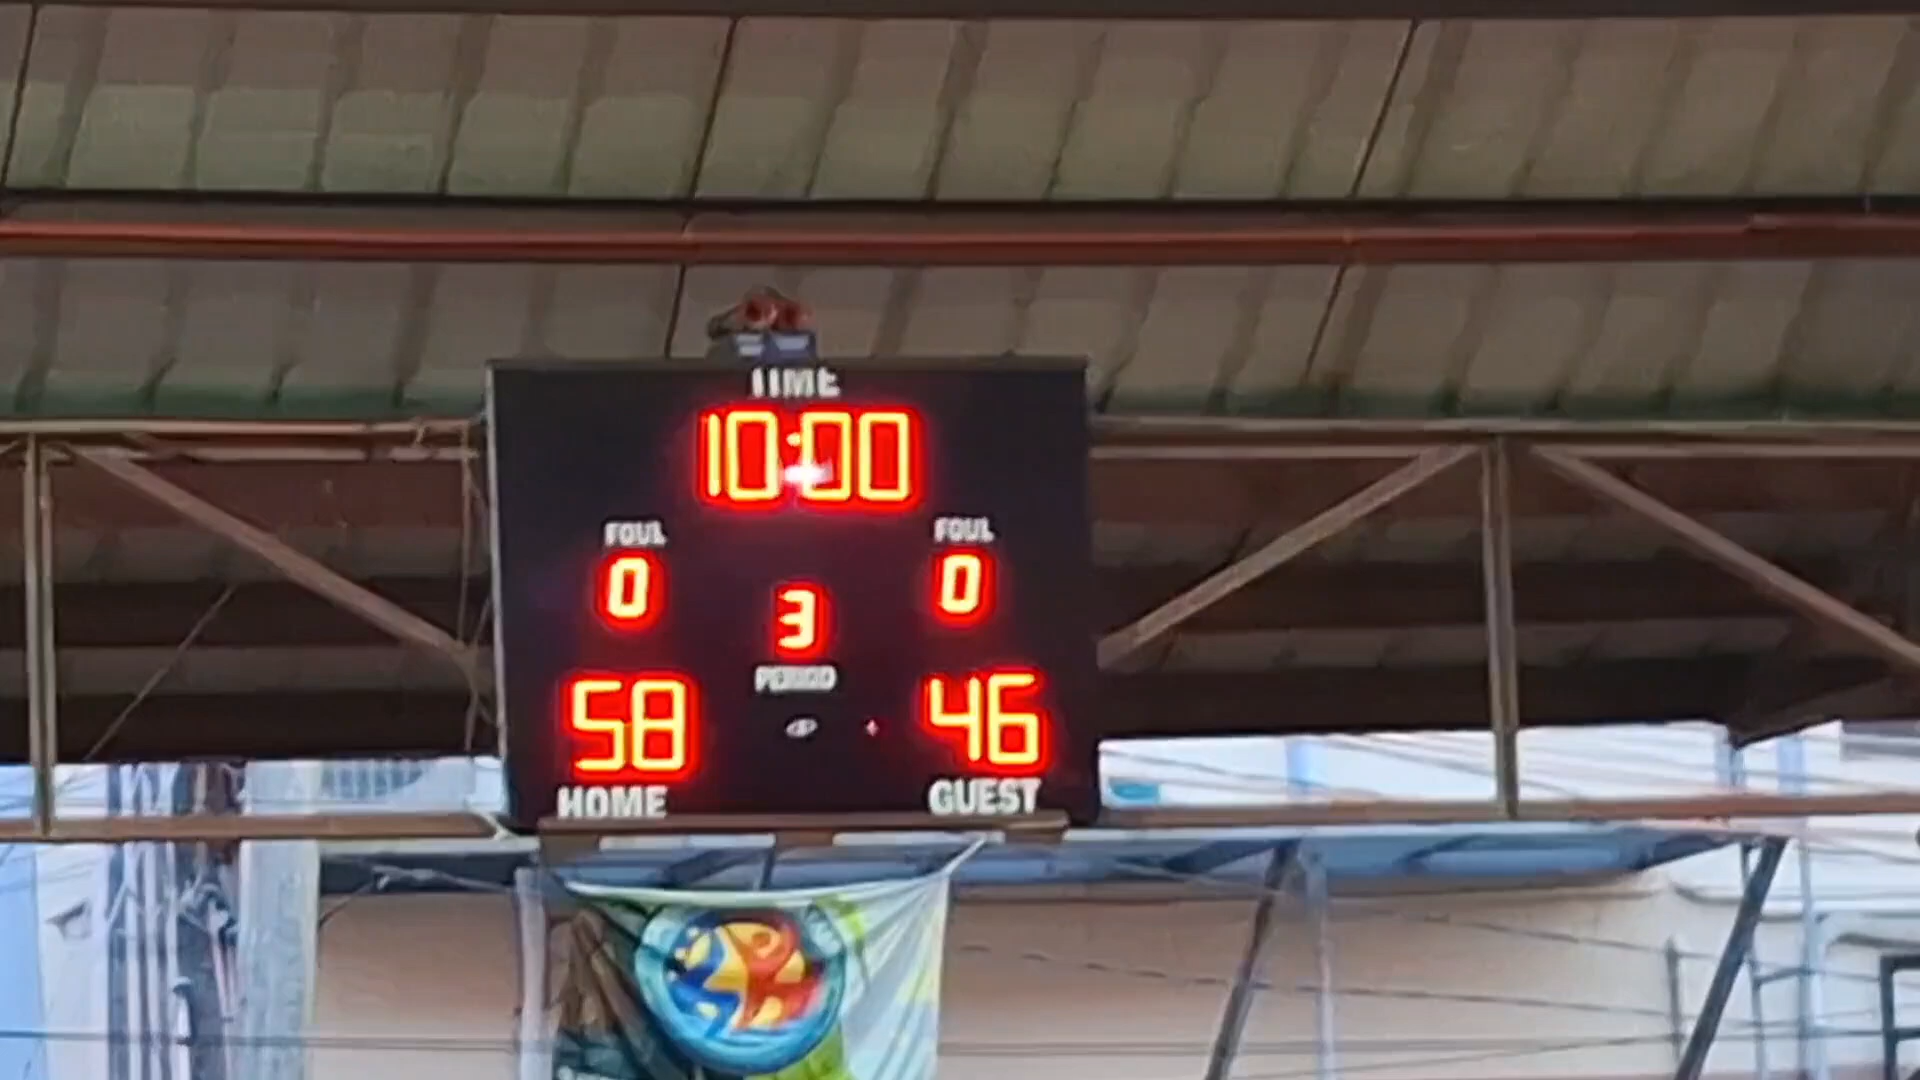 TIME
10:00
FOUL FOUL
0 3 0
PERIOD
58 46
HOME GUEST